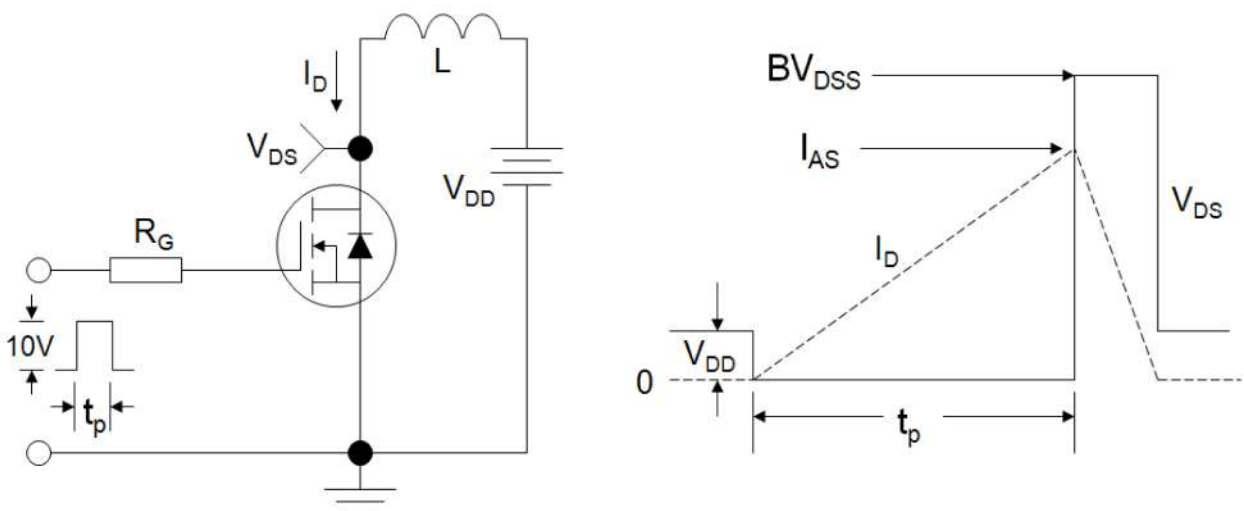 L
I_D
V_DS
V_DD
R_G
10V
t_p
BV_DSS
I_AS
V_DS
I_D
V_DD
0
t_p